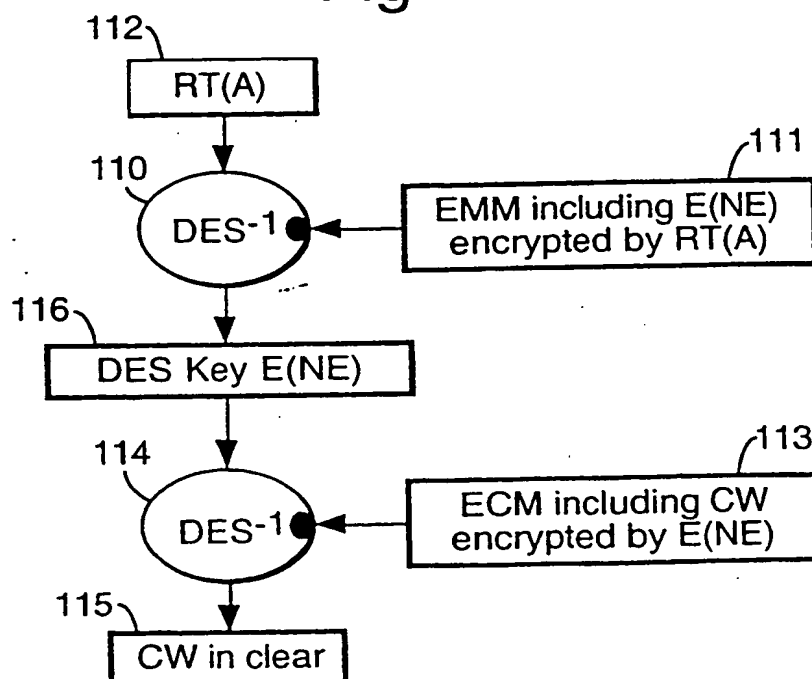 112
RT(A)
110
111
DES-1
EMM including E(NE)
encrypted by RT(A)
116
DES Key E(NE)
114
113
DES-1
ECM including CW
encrypted by E(NE)
115
CW in clear